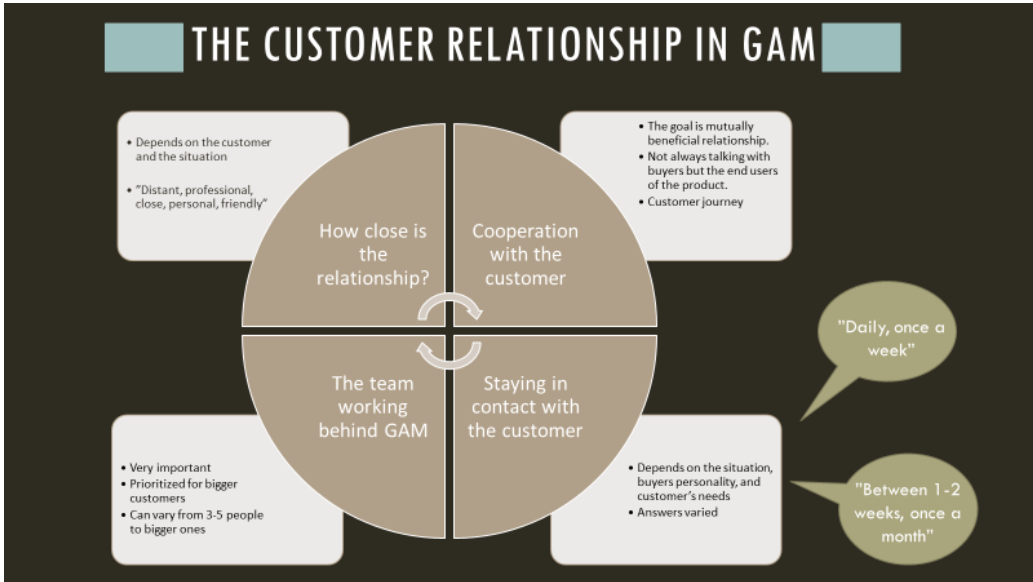 THE CUSTOMER RELATIONSHIP IN GAM
• Depends on the customer
and the situation
• ”Distant, professional,
close, personal, friendly”
How close is
the
relationship?
• The goal is mutually
beneficial relationship.
• Not always talking with
buyers but the end users
of the product.
• Customer journey
Cooperation
with the
customer
The team
working
behind GAM
• Very important
• Prioritized for bigger
customers
• Can vary from 3-5 people
to bigger ones
Staying in
contact with
the customer
• Depends on the situation,
buyers personality, and
customer’s needs
• Answers varied
”Daily, once a
week”
”Between 1-2
weeks, once a
month”